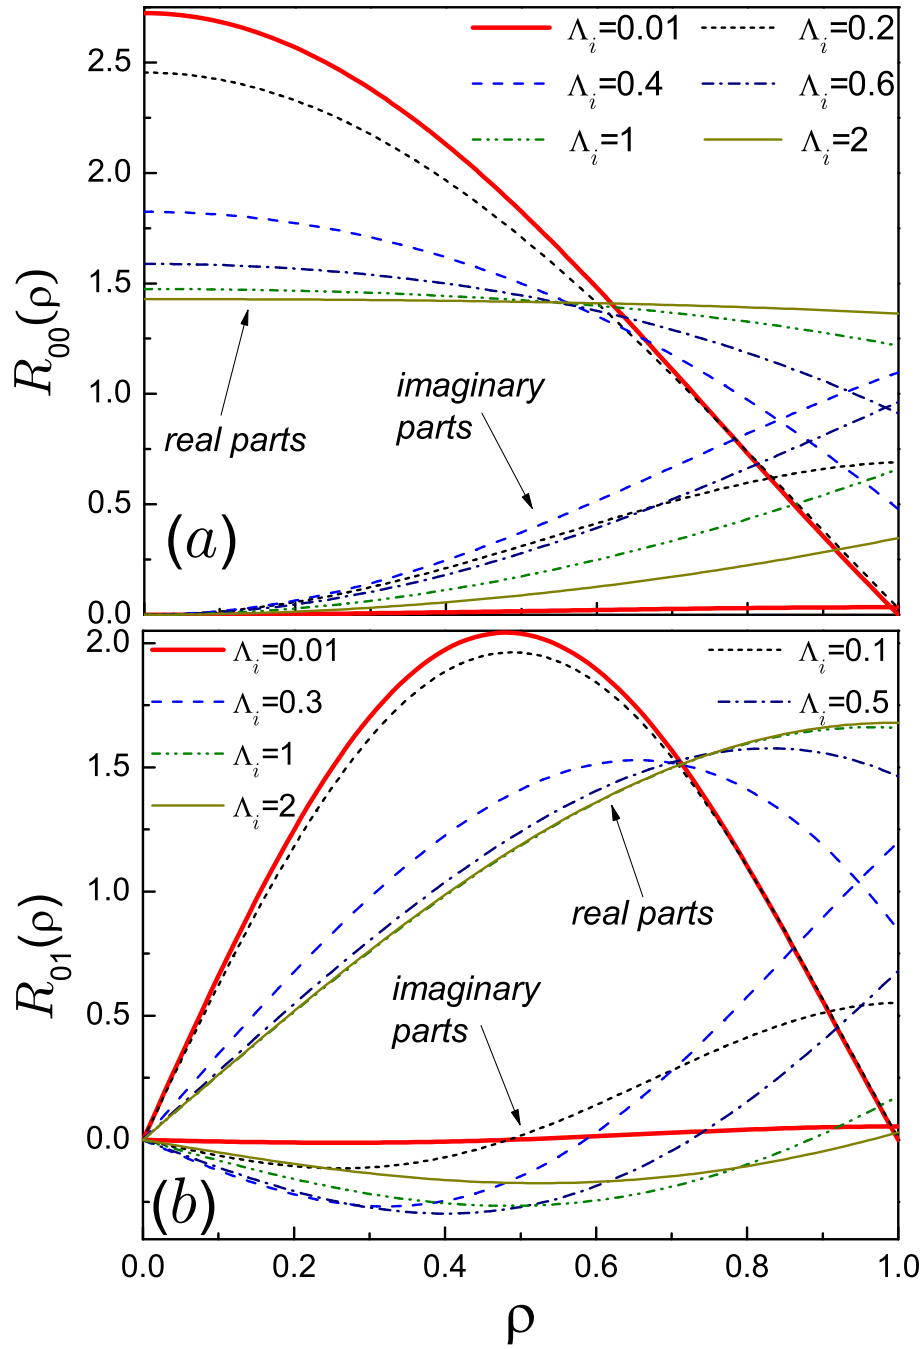 Λi=0.01 Λi=0.2
Λi=0.4 Λi=0.6
Λi=1 Λi=2
2.5
2.0
1.5
1.0
0.5
0.0
R00(ρ)
imaginary
parts
real parts
(a)
Λi=0.01 Λi=0.1
Λi=0.3 Λi=0.5
Λi=1
Λi=2
2.0
1.5
1.0
0.5
0.0
R01(ρ)
real parts
imaginary
parts
(b)
0.0 0.2 0.4 0.6 0.8 1.0
ρ